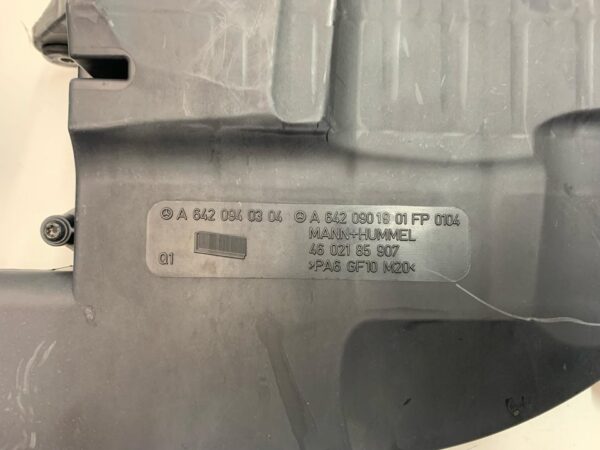 A 642 094 03 04 A 642 090 19 01 FP 0104
MANN+HUMMEL
46 021 85 907
Q1 >PA6 GF10 M20<